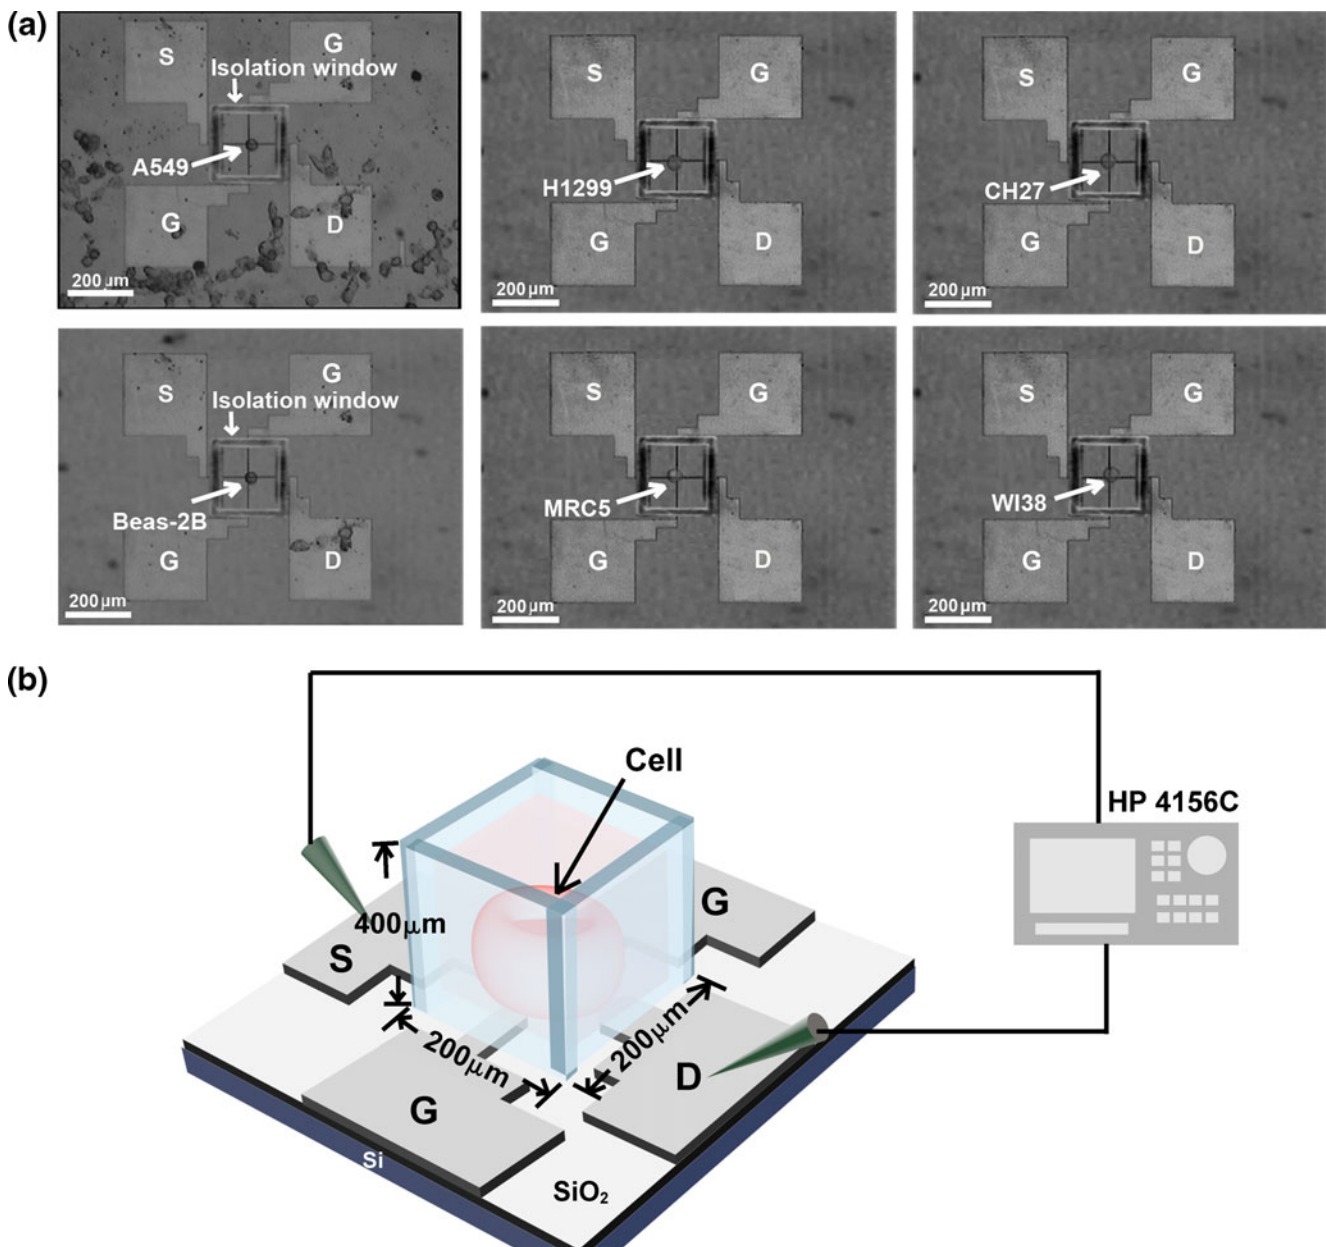 (a)
S
G
Isolation window
A549
G
D
200 μm
S
G
H1299
G
D
200 μm
S
G
CH27
G
D
200 μm
S
G
Isolation window
Beas-2B
G
D
200 μm
S
G
MRC5
G
D
200 μm
S
G
WI38
G
D
200 μm
(b)
Cell
HP 4156C
400μm
S
G
200μm
200μm
D
G
Si
SiO₂